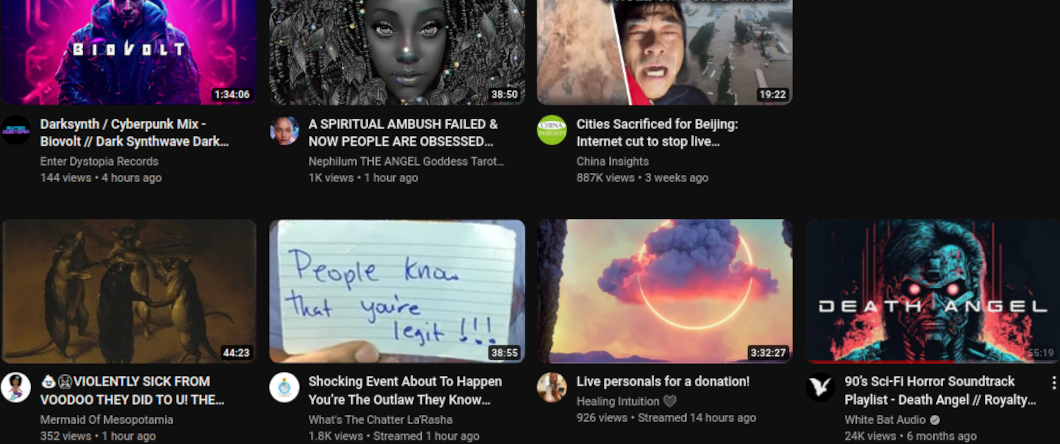 BIOVOLT
1:34:06
38:50
19:22
Darksynth / Cyberpunk Mix -
Biovolt // Dark Synthwave Dark…
Enter Dystopia Records
144 views • 4 hours ago
A SPIRITUAL AMBUSH FAILED &
NOW PEOPLE ARE OBSESSED…
Nephilum THE ANGEL Goddess Tarot…
1K views • 1 hour ago
Cities Sacrificed for Beijing:
Internet cut to stop live…
China Insights
887K views • 3 weeks ago
People know
that you're
legit !!!
DEATH ANGEL
44:23
38:55
3:32:27
55:19
VIOLENTLY SICK FROM
VOODOO THEY DID TO U! THE…
Mermaid Of Mesopotamia
352 views • 1 hour ago
Shocking Event About To Happen
You're The Outlaw They Know…
What's The Chatter La'Rasha
1.8K views • Streamed 1 hour ago
Live personals for a donation!
Healing Intuition 🤍
926 views • Streamed 14 hours ago
90's Sci-Fi Horror Soundtrack
Playlist - Death Angel // Royalty…
White Bat Audio
24K views • 6 months ago